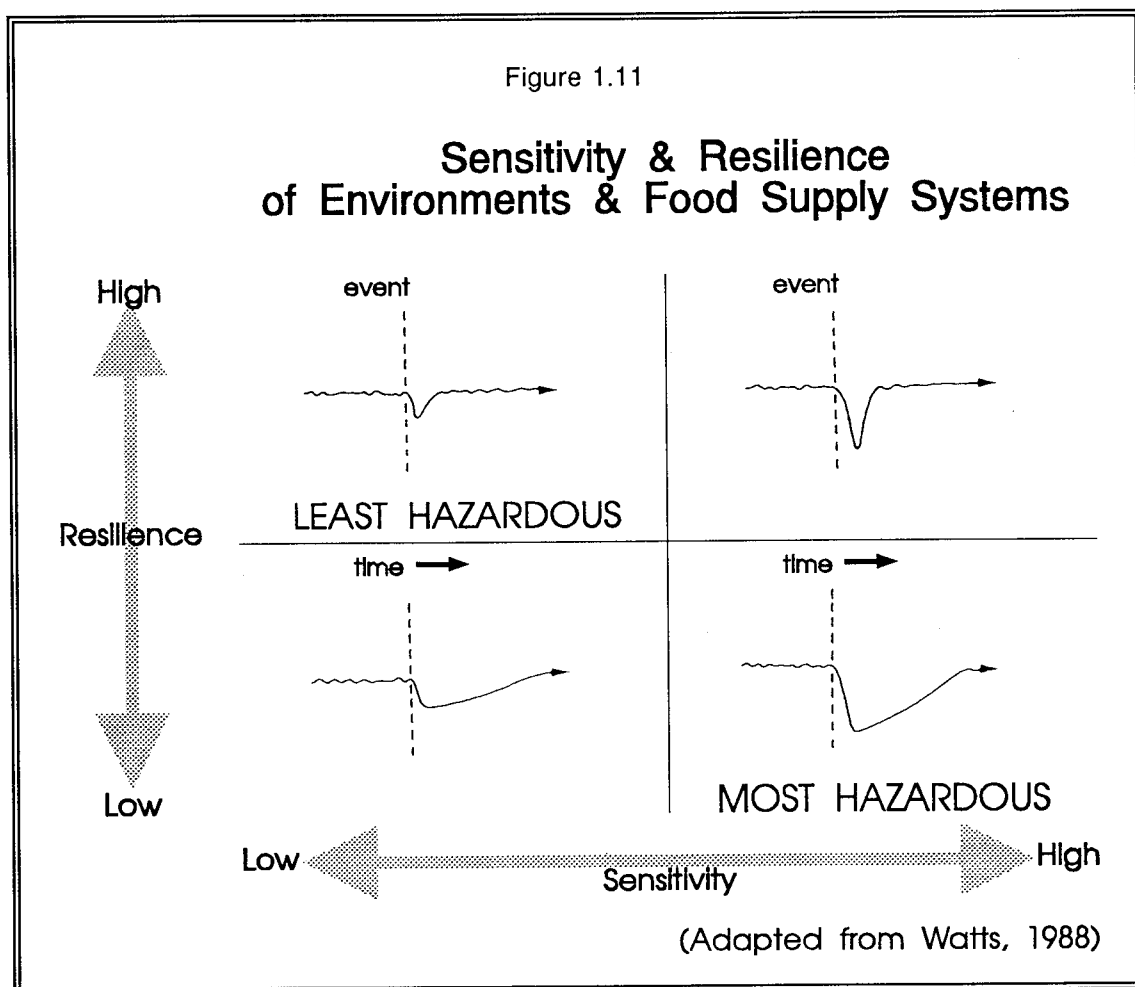 Figure 1.11
Sensitivity & Resilience
of Environments & Food Supply Systems
High
event
event
LEAST HAZARDOUS
Resilience
time
time
Low
MOST HAZARDOUS
Low
High
Sensitivity
(Adapted from Watts, 1988)